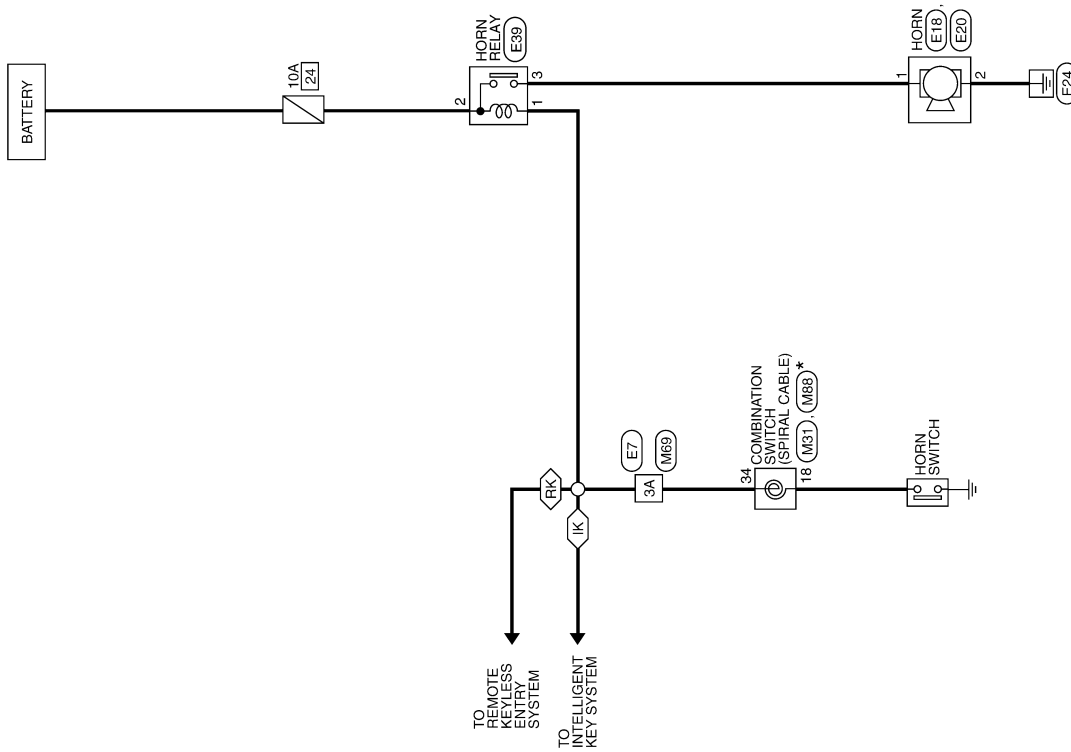 BATTERY
10A
24
2
HORN
RELAY
E39
3
1
HORN
E18 ,
E20
1
2
E24
RK
IK
E7
M69
3A
34
COMBINATION
SWITCH
(SPIRAL CABLE)
M31 , M88 *
18
HORN
SWITCH
TO
REMOTE
KEYLESS
ENTRY
SYSTEM
TO
INTELLIGENT
KEY SYSTEM